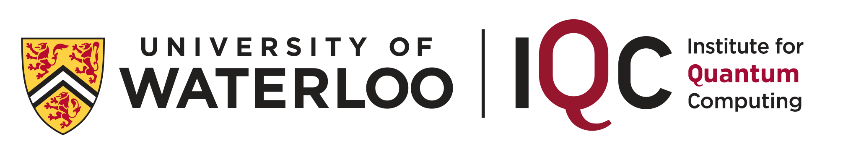 UNIVERSITY OF
WATERLOO
IQC
Institute for
Quantum
Computing